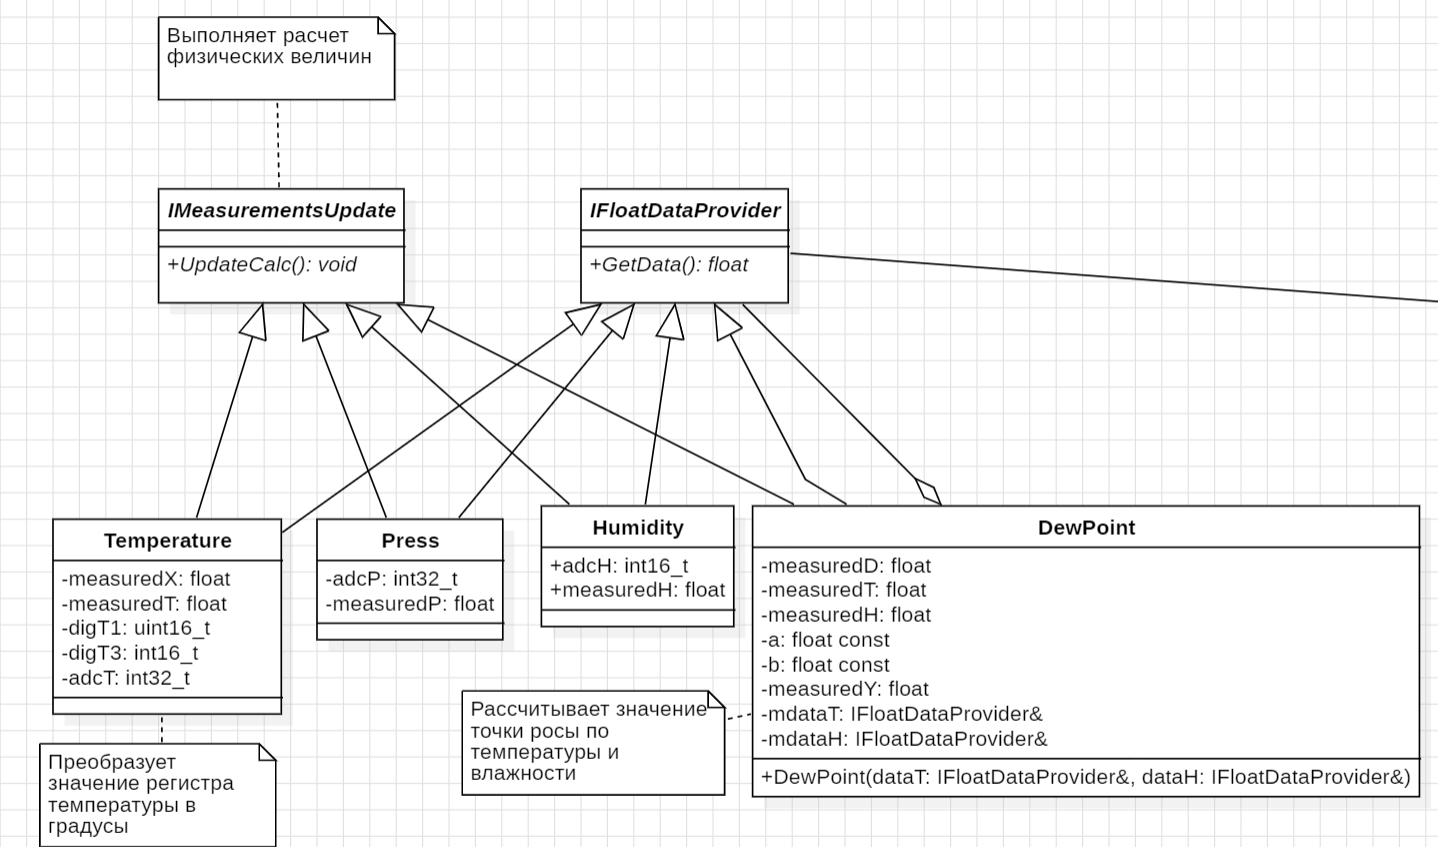 Выполняет расчет
физических величин
IMeasurementsUpdate
+UpdateCalc(): void
IFloatDataProvider
+GetData(): float
Temperature
-measuredX: float
-measuredT: float
-digT1: uint16_t
-digT3: int16_t
-adcT: int32_t
Press
-adcP: int32_t
-measuredP: float
Humidity
+adcH: int16_t
+measuredH: float
DewPoint
-measuredD: float
-measuredT: float
-measuredH: float
-a: float const
-b: float const
-measuredY: float
-mdataT: IFloatDataProvider&
-mdataH: IFloatDataProvider&
+DewPoint(dataT: IFloatDataProvider&, dataH: IFloatDataProvider&)
Рассчитывает значение
точки росы по
температуры и
влажности
Преобразует
значение регистра
температуры в
градусы